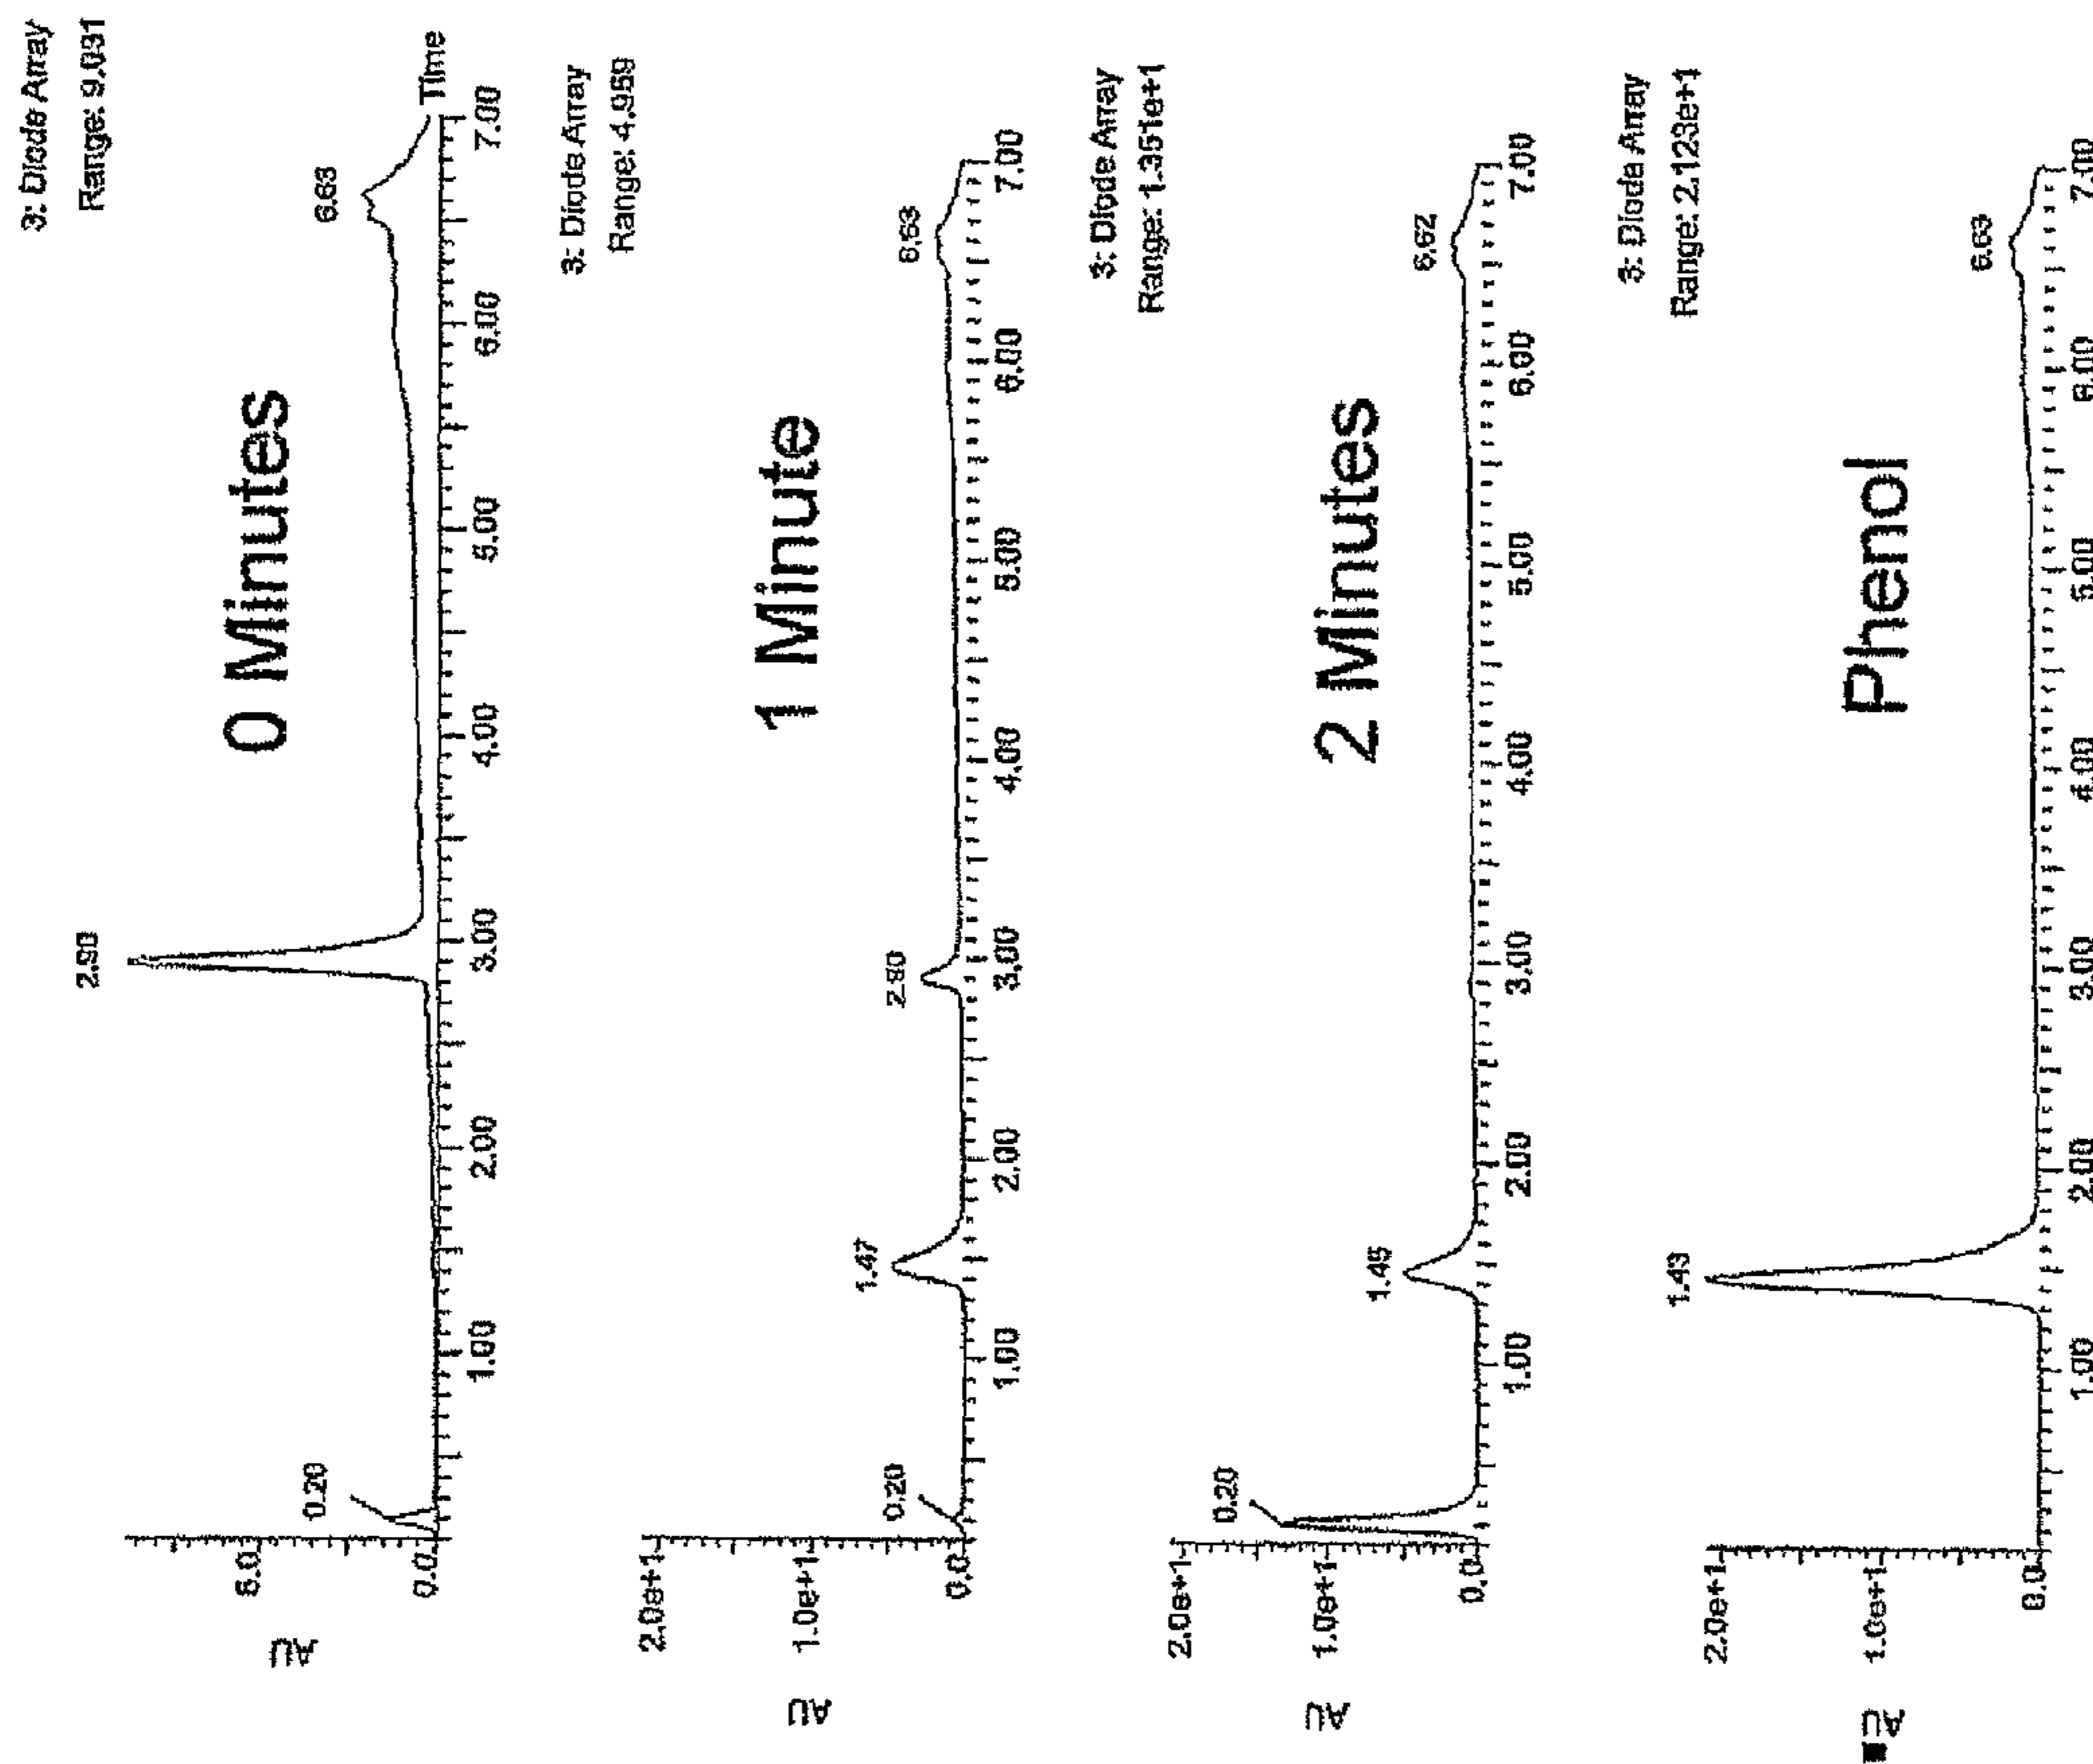 3: Diode Array
Range: 9.031
2.90
6.63
0 Minutes
0.20
AU
5.0
0.0
Time
1.00 2.00 3.00 4.00 5.00 6.00 7.00
3: Diode Array
Range: 4.959
1 Minute
2.0e+1
AU
1.0e+1
0.0
0.20
1.47
2.90
6.63
1.00 2.00 3.00 4.00 5.00 6.00 7.00
3: Diode Array
Range: 1.351e+1
2 Minutes
2.0e+1
AU
1.0e+1
0.0
0.20
1.45
6.62
1.00 2.00 3.00 4.00 5.00 6.00 7.00
3: Diode Array
Range: 2.123e+1
Phenol
2.0e+1
AU
1.0e+1
0.0
1.43
6.63
1.00 2.00 3.00 4.00 5.00 6.00 7.00